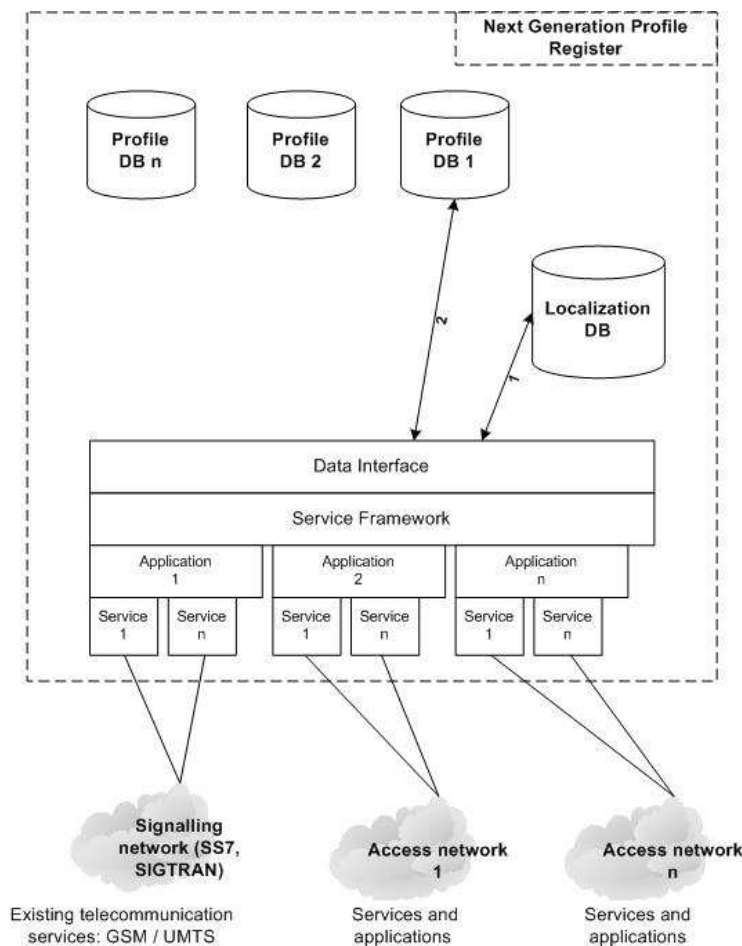 Next Generation Profile
Register
Profile
DB n
Profile
DB 2
Profile
DB 1
Localization
DB
2
1
Data Interface
Service Framework
Application
1
Application
2
Application
n
Service
1
Service
n
Service
1
Service
n
Service
1
Service
n
Signalling
network (SS7,
SIGTRAN)
Access network
1
Access network
n
Existing telecommunication
services: GSM / UMTS
Services and
applications
Services and
applications